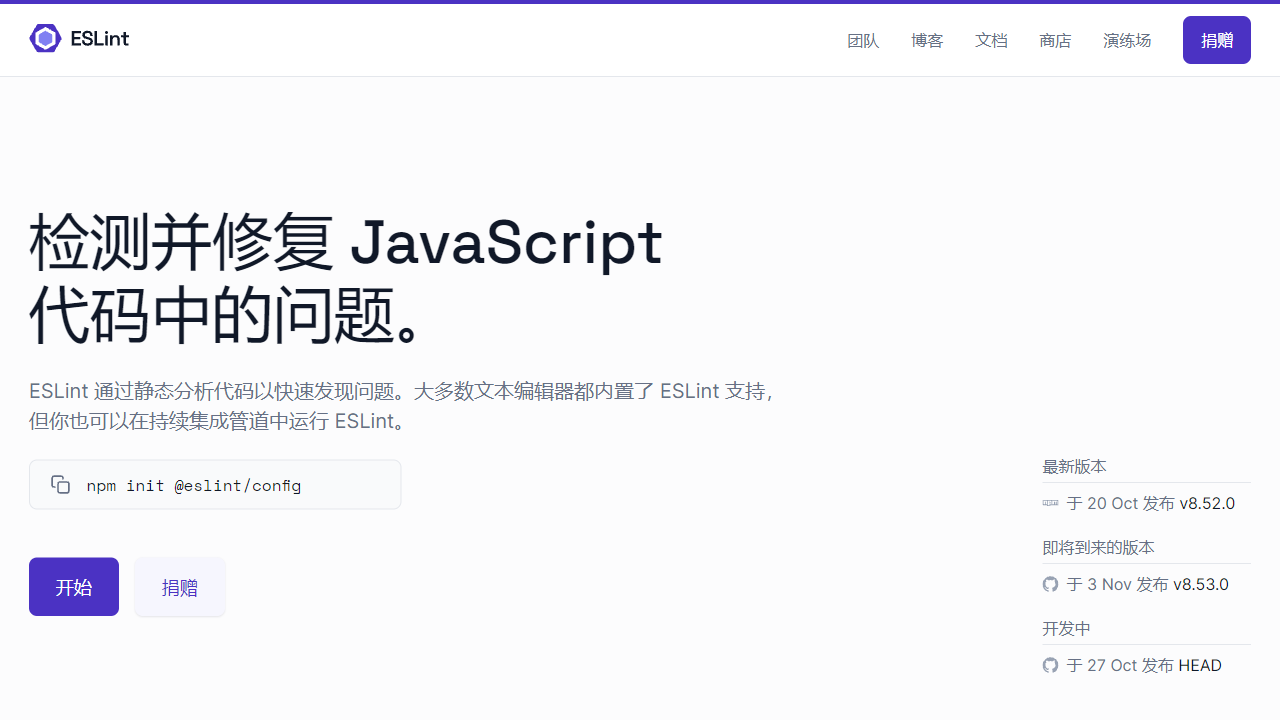 ESLint
团队
博客
文档
商店
演练场
捐赠
检测并修复 JavaScript
代码中的问题。
ESLint 通过静态分析代码以快速发现问题。大多数文本编辑器都内置了 ESLint 支持，
但你也可以在持续集成管道中运行 ESLint。
npm init @eslint/config
开始
捐赠
最新版本
于 20 Oct 发布 v8.52.0
即将到来的版本
于 3 Nov 发布 v8.53.0
开发中
于 27 Oct 发布 HEAD